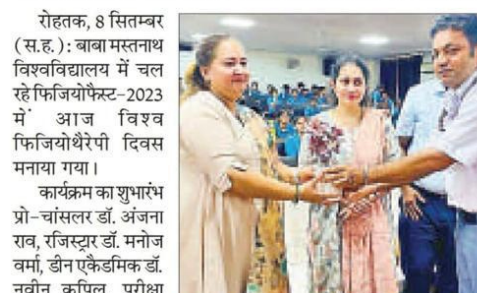 रोहतक, 8 सितम्बर
(स.ह.): बाबा मस्तनाथ
विश्वविद्यालय में चल
रहे फिजियोफेस्ट-2023
में आज विश्व
फिजियोथैरेपी दिवस
मनाया गया।
कार्यक्रम का शुभारंभ
प्रो-चांसलर डॉ. अंजना
राव, रजिस्ट्रार डॉ. मनोज
वर्मा, डीन एकैडमिक डॉ.
नवीन कपिल, परीक्षा